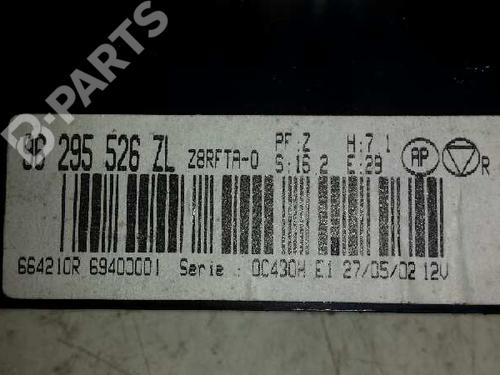 B-PARTS
96 295 526 ZL Z8RFTA-0 PF:Z H:7.1
S:16.2 E:29 AP R
664210R 69400001 Serie : 0C430H E1 27/05/02 12V